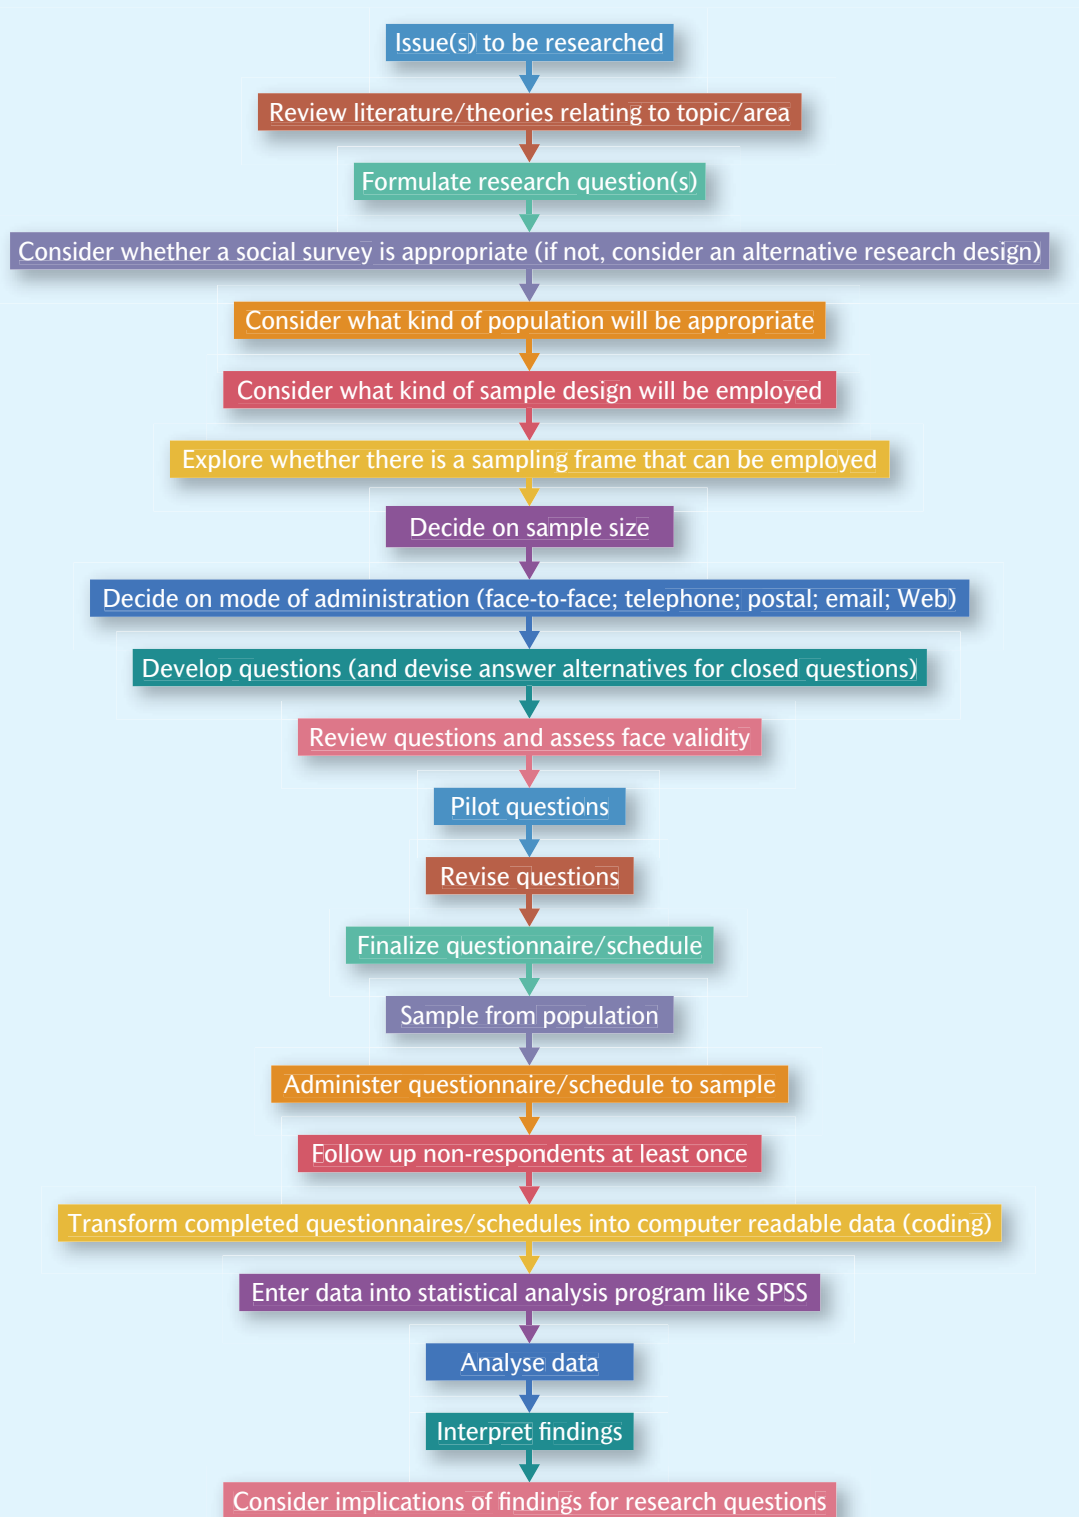 Issue(s) to be researched
Review literature/theories relating to topic/area
Formulate research question(s)
Consider whether a social survey is appropriate (if not, consider an alternative research design)
Consider what kind of population will be appropriate
Consider what kind of sample design will be employed
Explore whether there is a sampling frame that can be employed
Decide on sample size
Decide on mode of administration (face-to-face; telephone; postal; email; Web)
Develop questions (and devise answer alternatives for closed questions)
Review questions and assess face validity
Pilot questions
Revise questions
Finalize questionnaire/schedule
Sample from population
Administer questionnaire/schedule to sample
Follow up non-respondents at least once
Transform completed questionnaires/schedules into computer readable data (coding)
Enter data into statistical analysis program like SPSS
Analyse data
Interpret findings
Consider implications of findings for research questions